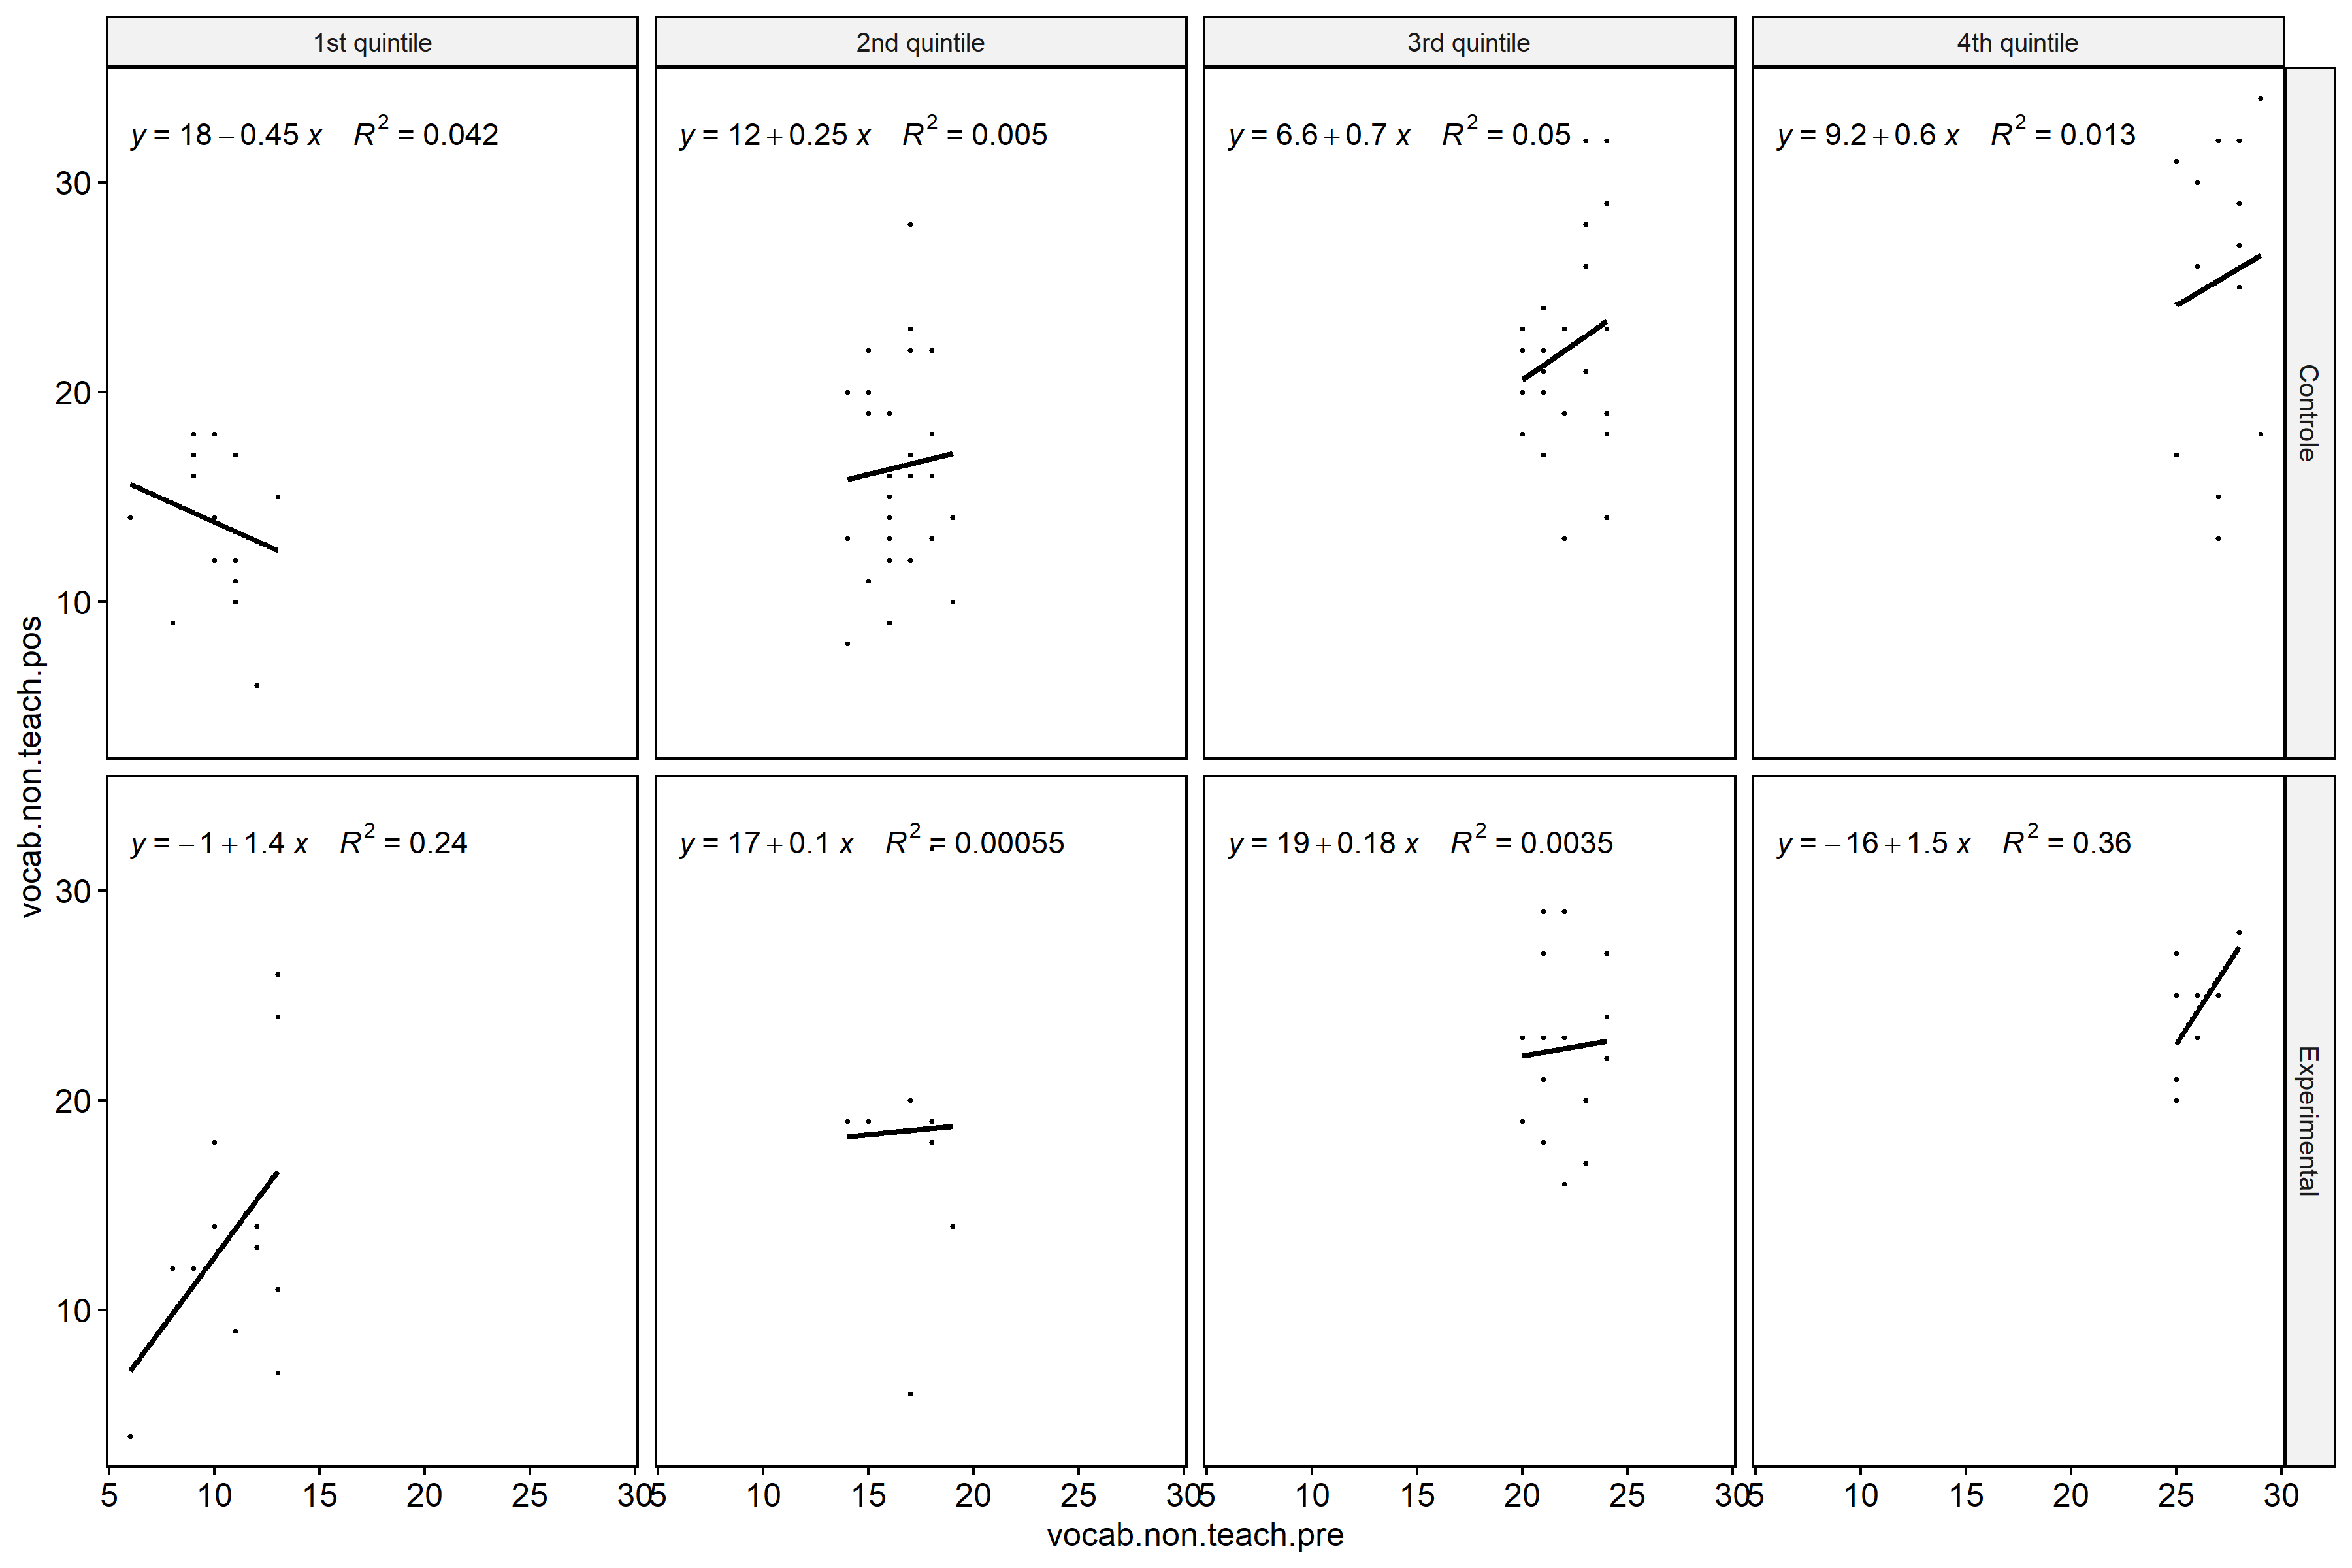 1st quintile 2nd quintile 3rd quintile 4th quintile
y = 18 − 0.45 x R² = 0.042
y = 12 + 0.25 x R² = 0.005
y = 6.6 + 0.7 x R² = 0.05
y = 9.2 + 0.6 x R² = 0.013
30
20
10
Controle
y = −1 + 1.4 x R² = 0.24
y = 17 + 0.1 x R² = 0.00055
y = 19 + 0.18 x R² = 0.0035
y = −16 + 1.5 x R² = 0.36
30
20
10
Experimental
vocab.non.teach.pos
5 10 15 20 25 30
5 10 15 20 25 30
5 10 15 20 25 30
5 10 15 20 25 30
vocab.non.teach.pre